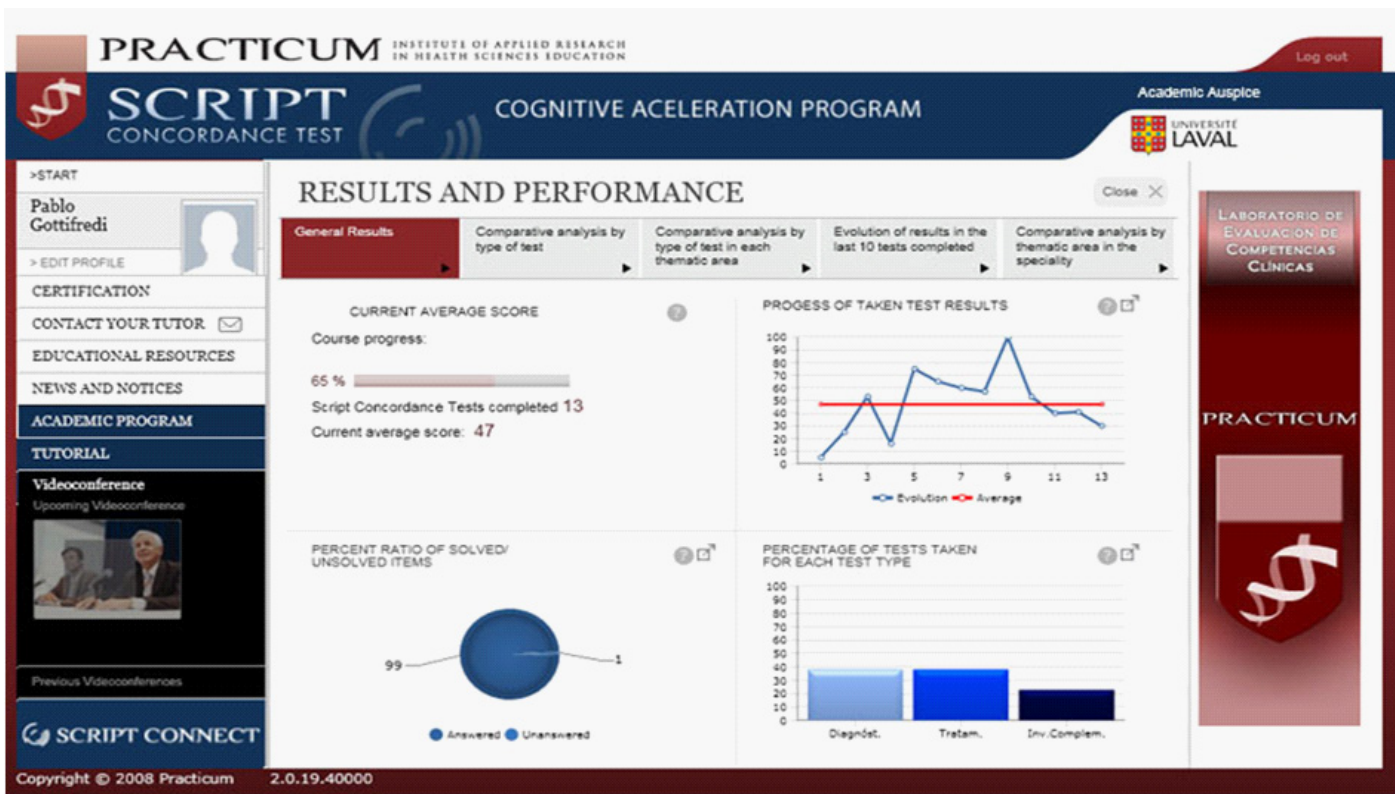 PRACTICUM INSTITUTE OF APPLIED RESEARCH
IN HEALTH SCIENCES EDUCATION
Log out
SCRIPT
CONCORDANCE TEST
COGNITIVE ACELERATION PROGRAM
Academic Auspice
UNIVERSITÉ
LAVAL
>START
Pablo
Gottifredi
> EDIT PROFILE
CERTIFICATION
CONTACT YOUR TUTOR
EDUCATIONAL RESOURCES
NEWS AND NOTICES
ACADEMIC PROGRAM
TUTORIAL
Videoconference
Upcoming Videoconference
Previous Videoconferences
SCRIPT CONNECT
RESULTS AND PERFORMANCE
Close X
General Results
Comparative analysis by
type of test
Comparative analysis by
type of test in each
thematic area
Evolution of results in the
last 10 tests completed
Comparative analysis by
thematic area in the
speciality
CURRENT AVERAGE SCORE
?
Course progress:
65 %
Script Concordance Tests completed 13
Current average score: 47
PROGESS OF TAKEN TEST RESULTS
?
100
90
80
70
60
50
40
30
20
10
0
1 3 5 7 9 11 13
Evolution Average
PERCENT RATIO OF SOLVED/
UNSOLVED ITEMS
?
99
1
Answered Unanswered
PERCENTAGE OF TESTS TAKEN
FOR EACH TEST TYPE
?
100
90
80
70
60
50
40
30
20
10
0
Diagnóst. Tratam. Inv.Complem.
LABORATORIO DE
EVALUACIÓN DE
COMPETENCIAS
CLÍNICAS
PRACTICUM
Copyright © 2008 Practicum 2.0.19.40000